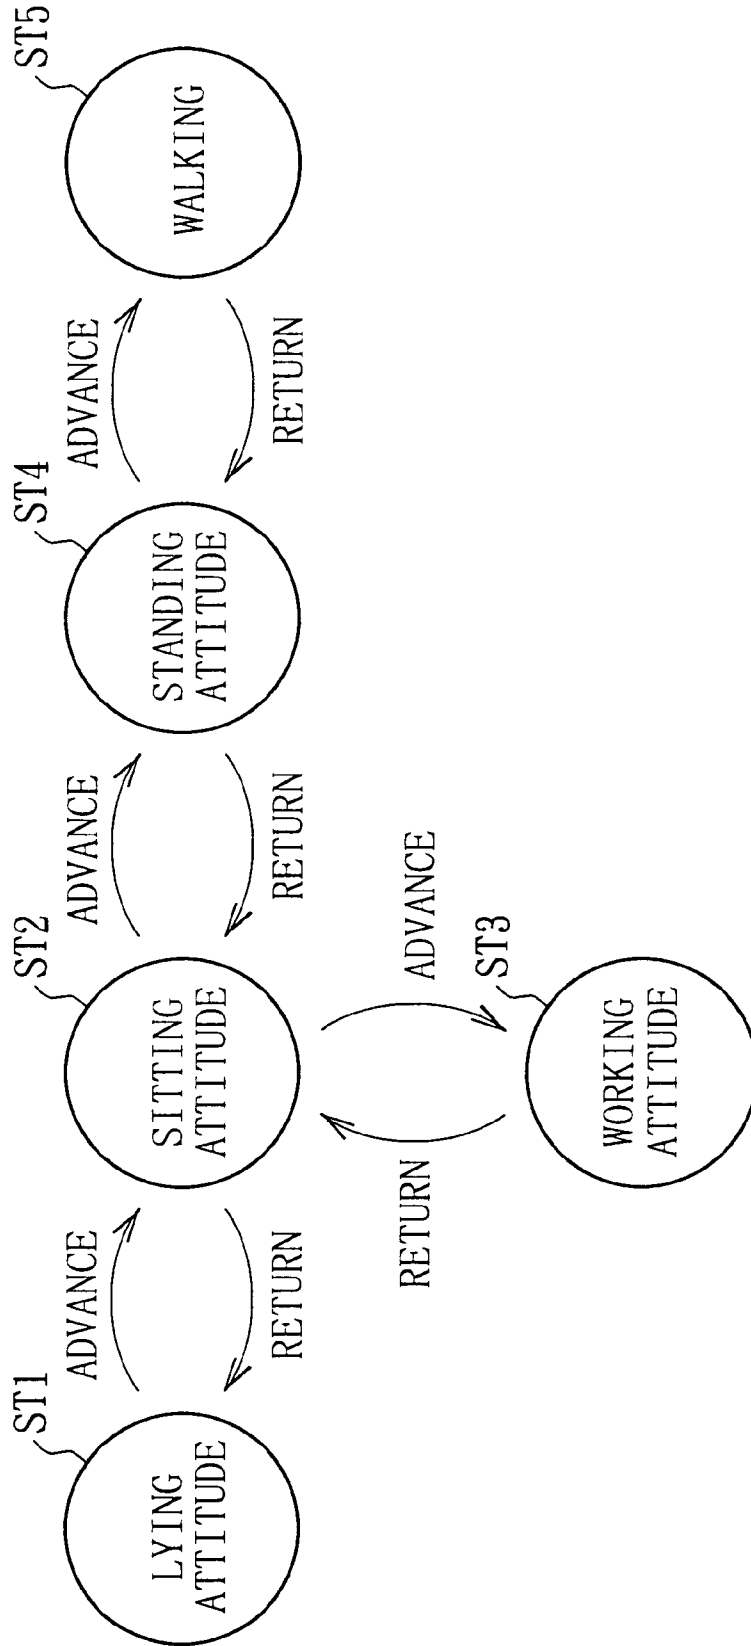 ST1
LYING
ATTITUDE
ADVANCE
RETURN
ST2
SITTING
ATTITUDE
ADVANCE
RETURN
ST4
STANDING
ATTITUDE
ADVANCE
RETURN
ST5
WALKING
RETURN
ADVANCE
ST3
WORKING
ATTITUDE